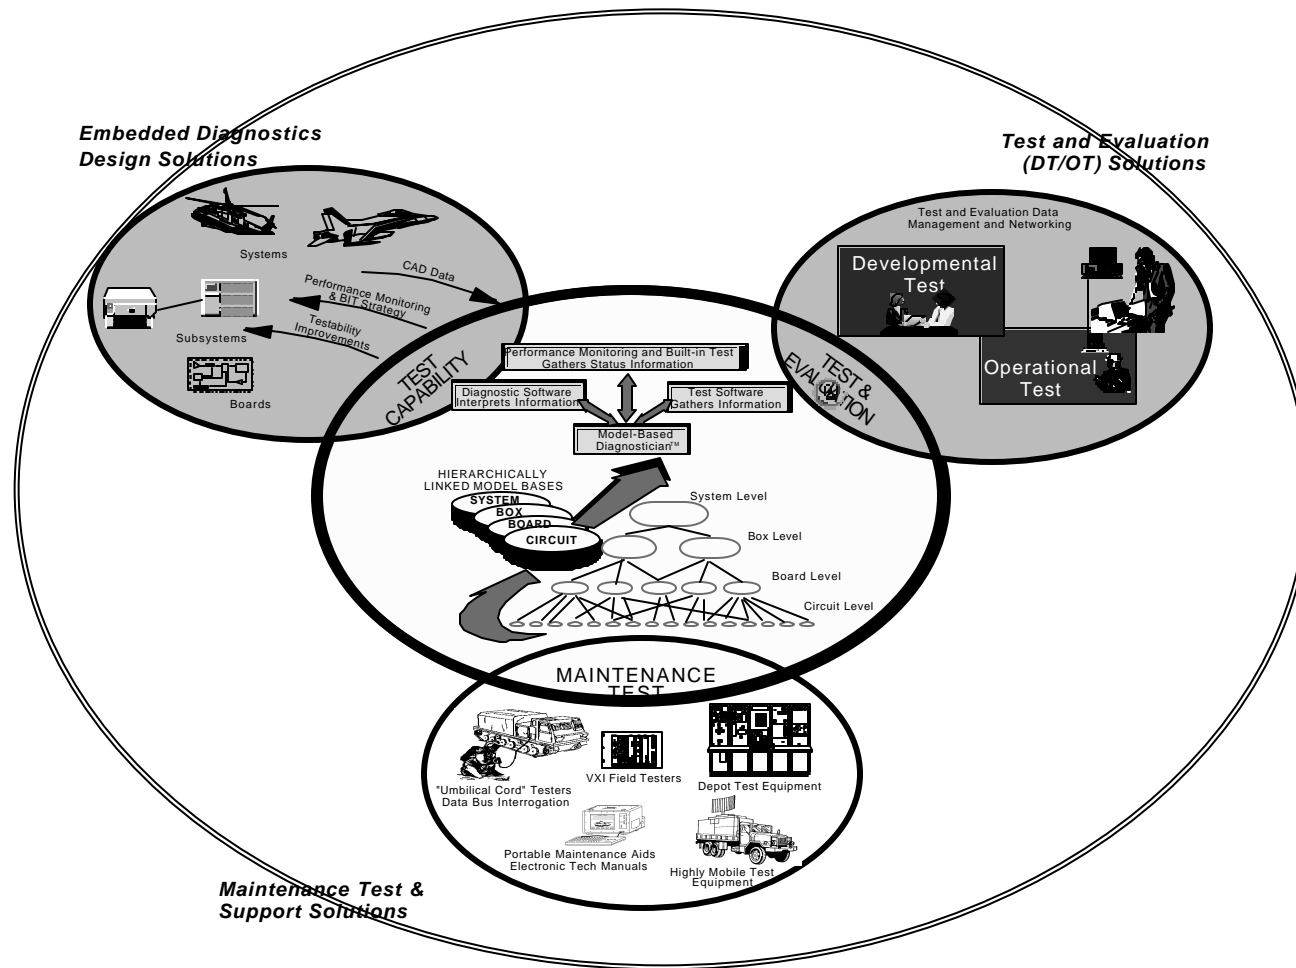 Embedded Diagnostics
Design Solutions
Test and Evaluation
(DT/OT) Solutions
Systems
CAD Data
Performance Monitoring
& BIT Strategy
Testability
Improvements
Subsystems
Boards
TEST
CAPABILITY
Test and Evaluation Data
Management and Networking
Developmental
Test
Operational
Test
TEST &
EVALUATION
Performance Monitoring and Built-in Test
Gathers Status Information
Diagnostic Software
Interprets Information
Test Software
Gathers Information
Model-Based
Diagnostician™
HIERARCHICALLY
LINKED MODEL BASES
SYSTEM
BOX
BOARD
CIRCUIT
System Level
Box Level
Board Level
Circuit Level
MAINTENANCE
TEST
"Umbilical Cord" Testers
Data Bus Interrogation
VXI Field Testers
Depot Test Equipment
Portable Maintenance Aids
Electronic Tech Manuals
Highly Mobile Test
Equipment
Maintenance Test &
Support Solutions